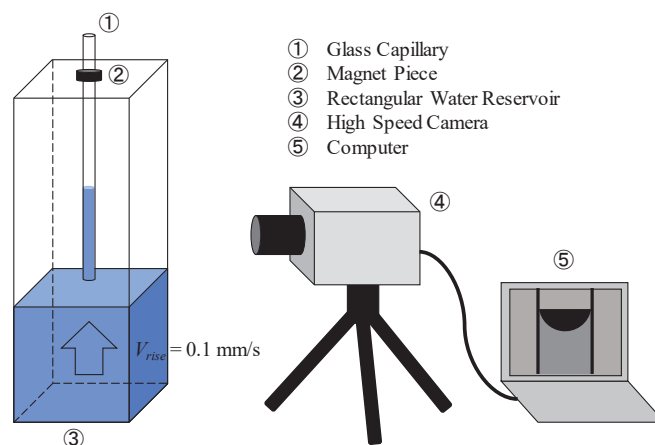 ①
②
① Glass Capillary
② Magnet Piece
③ Rectangular Water Reservoir
④ High Speed Camera
⑤ Computer
④
⑤
V_rise = 0.1 mm/s
③